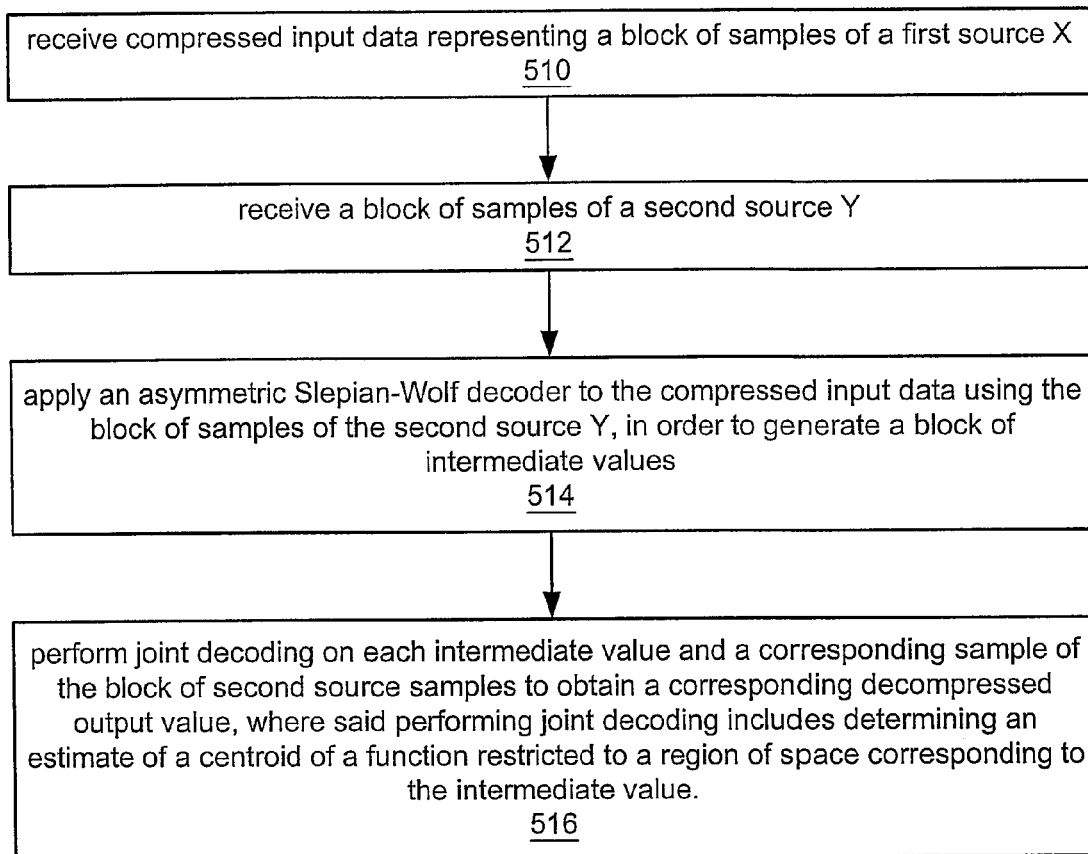 receive compressed input data representing a block of samples of a first source X
510
receive a block of samples of a second source Y
512
apply an asymmetric Slepian-Wolf decoder to the compressed input data using the
block of samples of the second source Y, in order to generate a block of
intermediate values
514
perform joint decoding on each intermediate value and a corresponding sample of
the block of second source samples to obtain a corresponding decompressed
output value, where said performing joint decoding includes determining an
estimate of a centroid of a function restricted to a region of space corresponding to
the intermediate value.
516